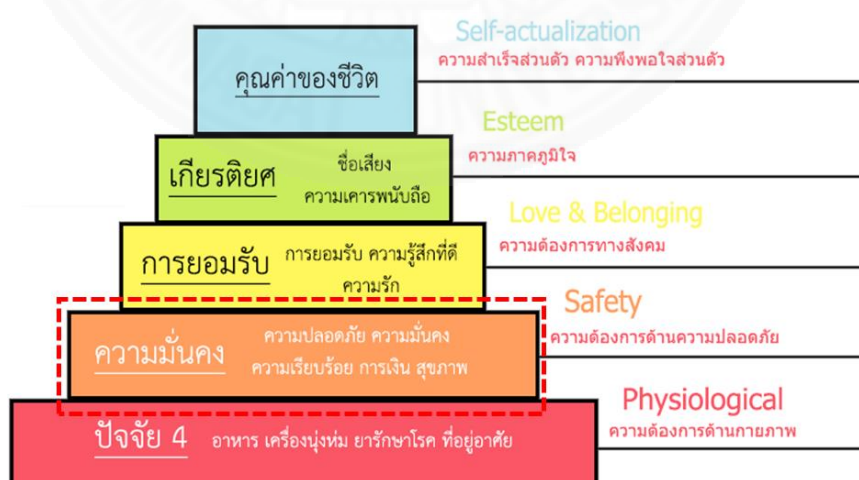 Self-actualization
ความสำเร็จส่วนตัว ความพึงพอใจส่วนตัว
คุณค่าของชีวิต
Esteem
ความภาคภูมิใจ
เกียรติยศ
ชื่อเสียง
ความเคารพนับถือ
Love & Belonging
ความต้องการทางสังคม
การยอมรับ
การยอมรับ ความรู้สึกที่ดี
ความรัก
Safety
ความต้องการด้านความปลอดภัย
ความมั่นคง
ความปลอดภัย ความมั่นคง
ความเรียบร้อย การเงิน สุขภาพ
Physiological
ความต้องการด้านกายภาพ
ปัจจัย 4
อาหาร เครื่องนุ่งห่ม ยารักษาโรค ที่อยู่อาศัย